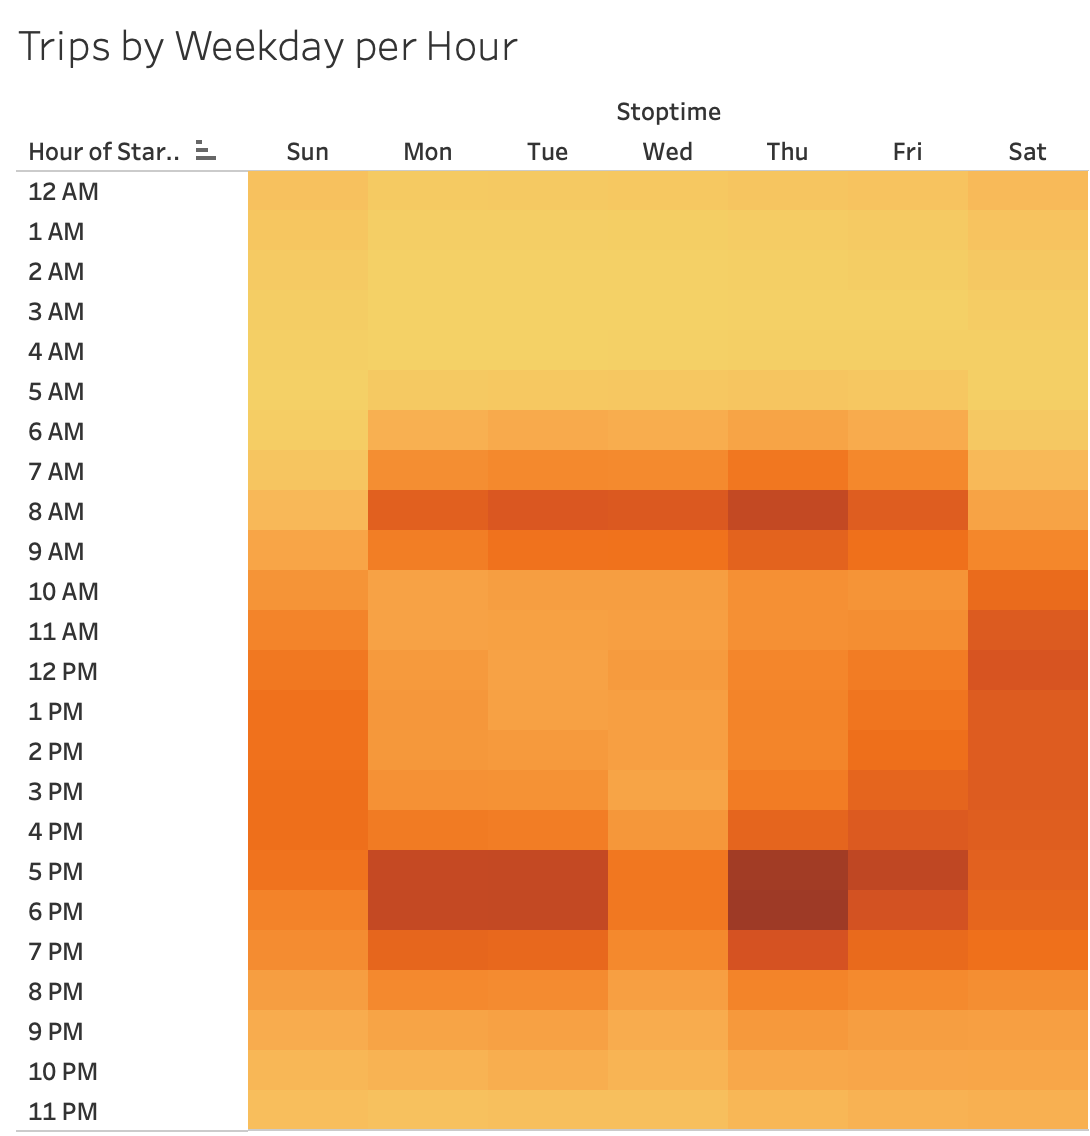 Trips by Weekday per Hour
Stoptime
Hour of Star.. Sun Mon Tue Wed Thu Fri Sat
12 AM
1 AM
2 AM
3 AM
4 AM
5 AM
6 AM
7 AM
8 AM
9 AM
10 AM
11 AM
12 PM
1 PM
2 PM
3 PM
4 PM
5 PM
6 PM
7 PM
8 PM
9 PM
10 PM
11 PM